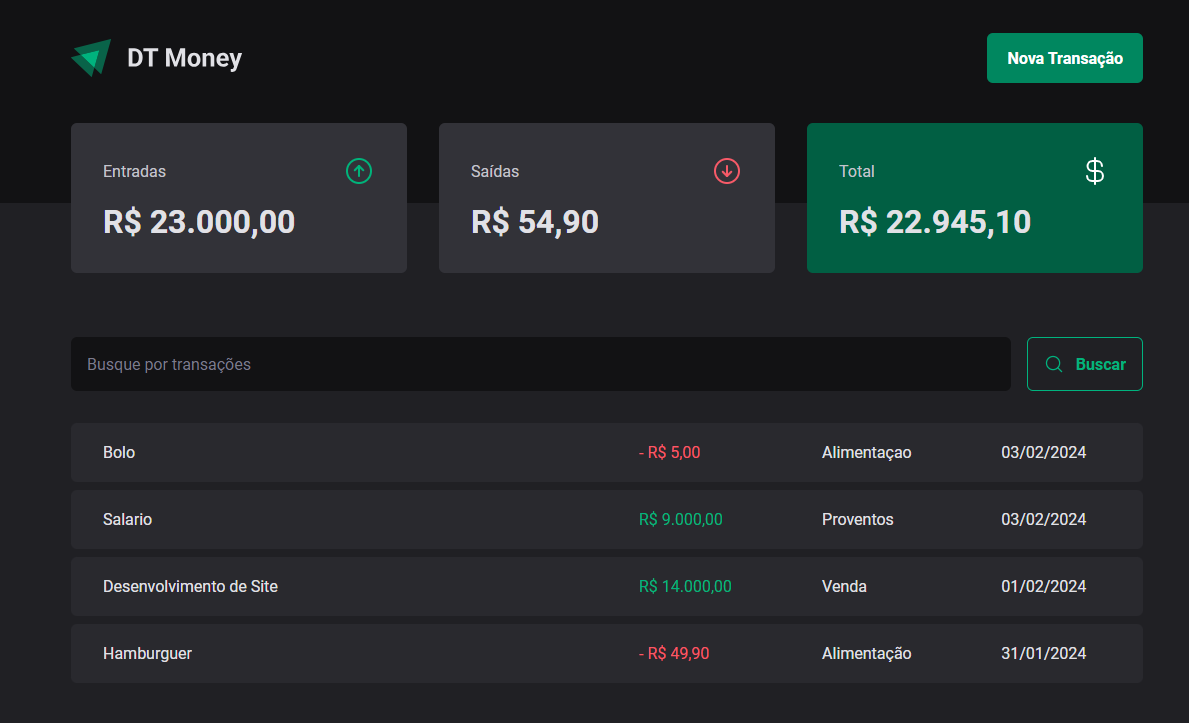 DT Money
Nova Transação
Entradas
R$ 23.000,00
Saídas
R$ 54,90
Total
$
R$ 22.945,10
Busque por transações
Buscar
Bolo - R$ 5,00 Alimentaçao 03/02/2024
Salario R$ 9.000,00 Proventos 03/02/2024
Desenvolvimento de Site R$ 14.000,00 Venda 01/02/2024
Hamburguer - R$ 49,90 Alimentação 31/01/2024